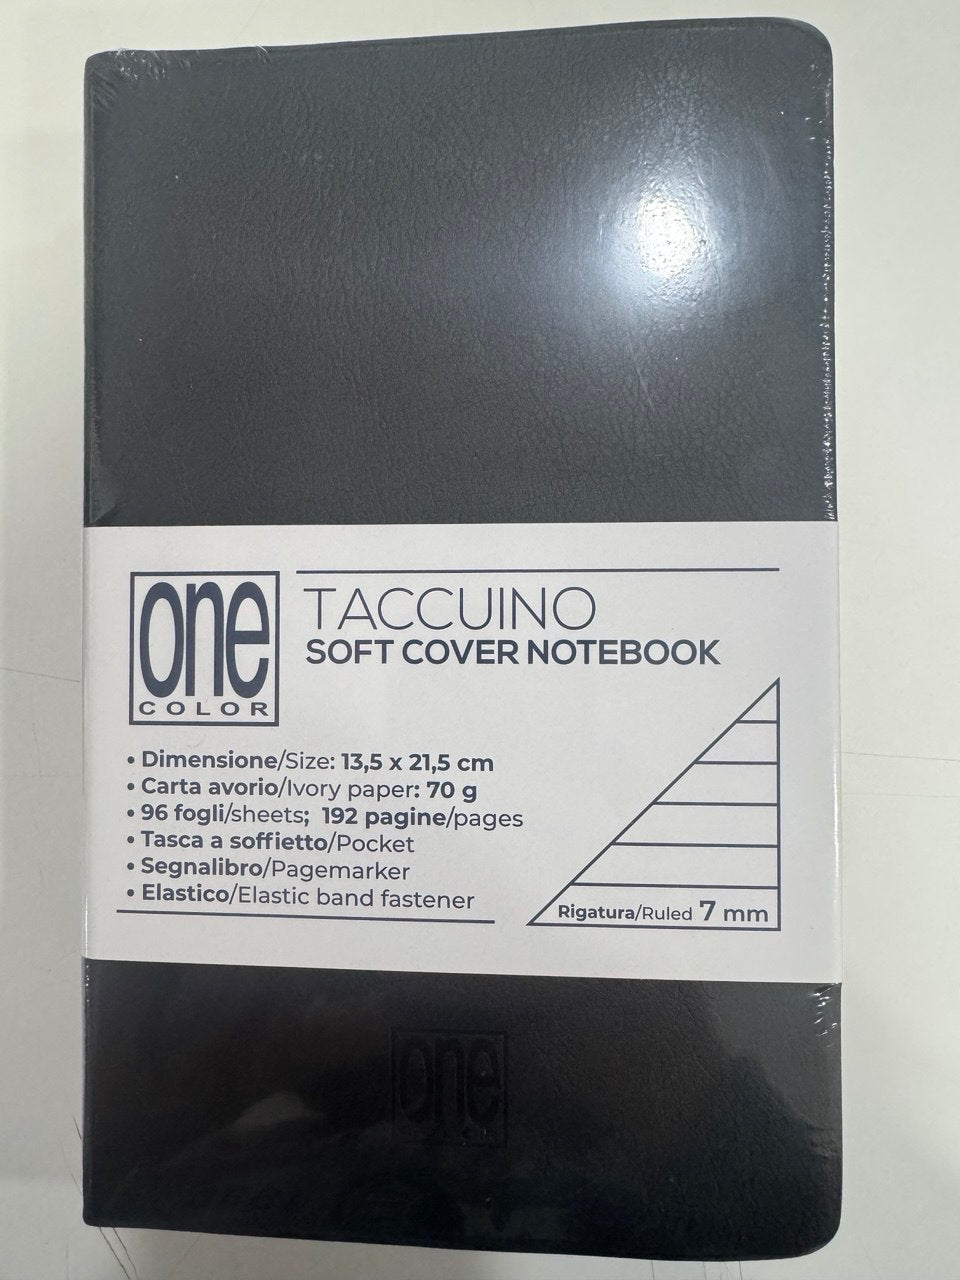 one
COLOR
TACCUINO
SOFT COVER NOTEBOOK
• Dimensione/Size: 13,5 x 21,5 cm
• Carta avorio/Ivory paper: 70 g
• 96 fogli/sheets; 192 pagine/pages
• Tasca a soffietto/Pocket
• Segnalibro/Pagemarker
• Elastico/Elastic band fastener
Rigatura/Ruled 7 mm
one